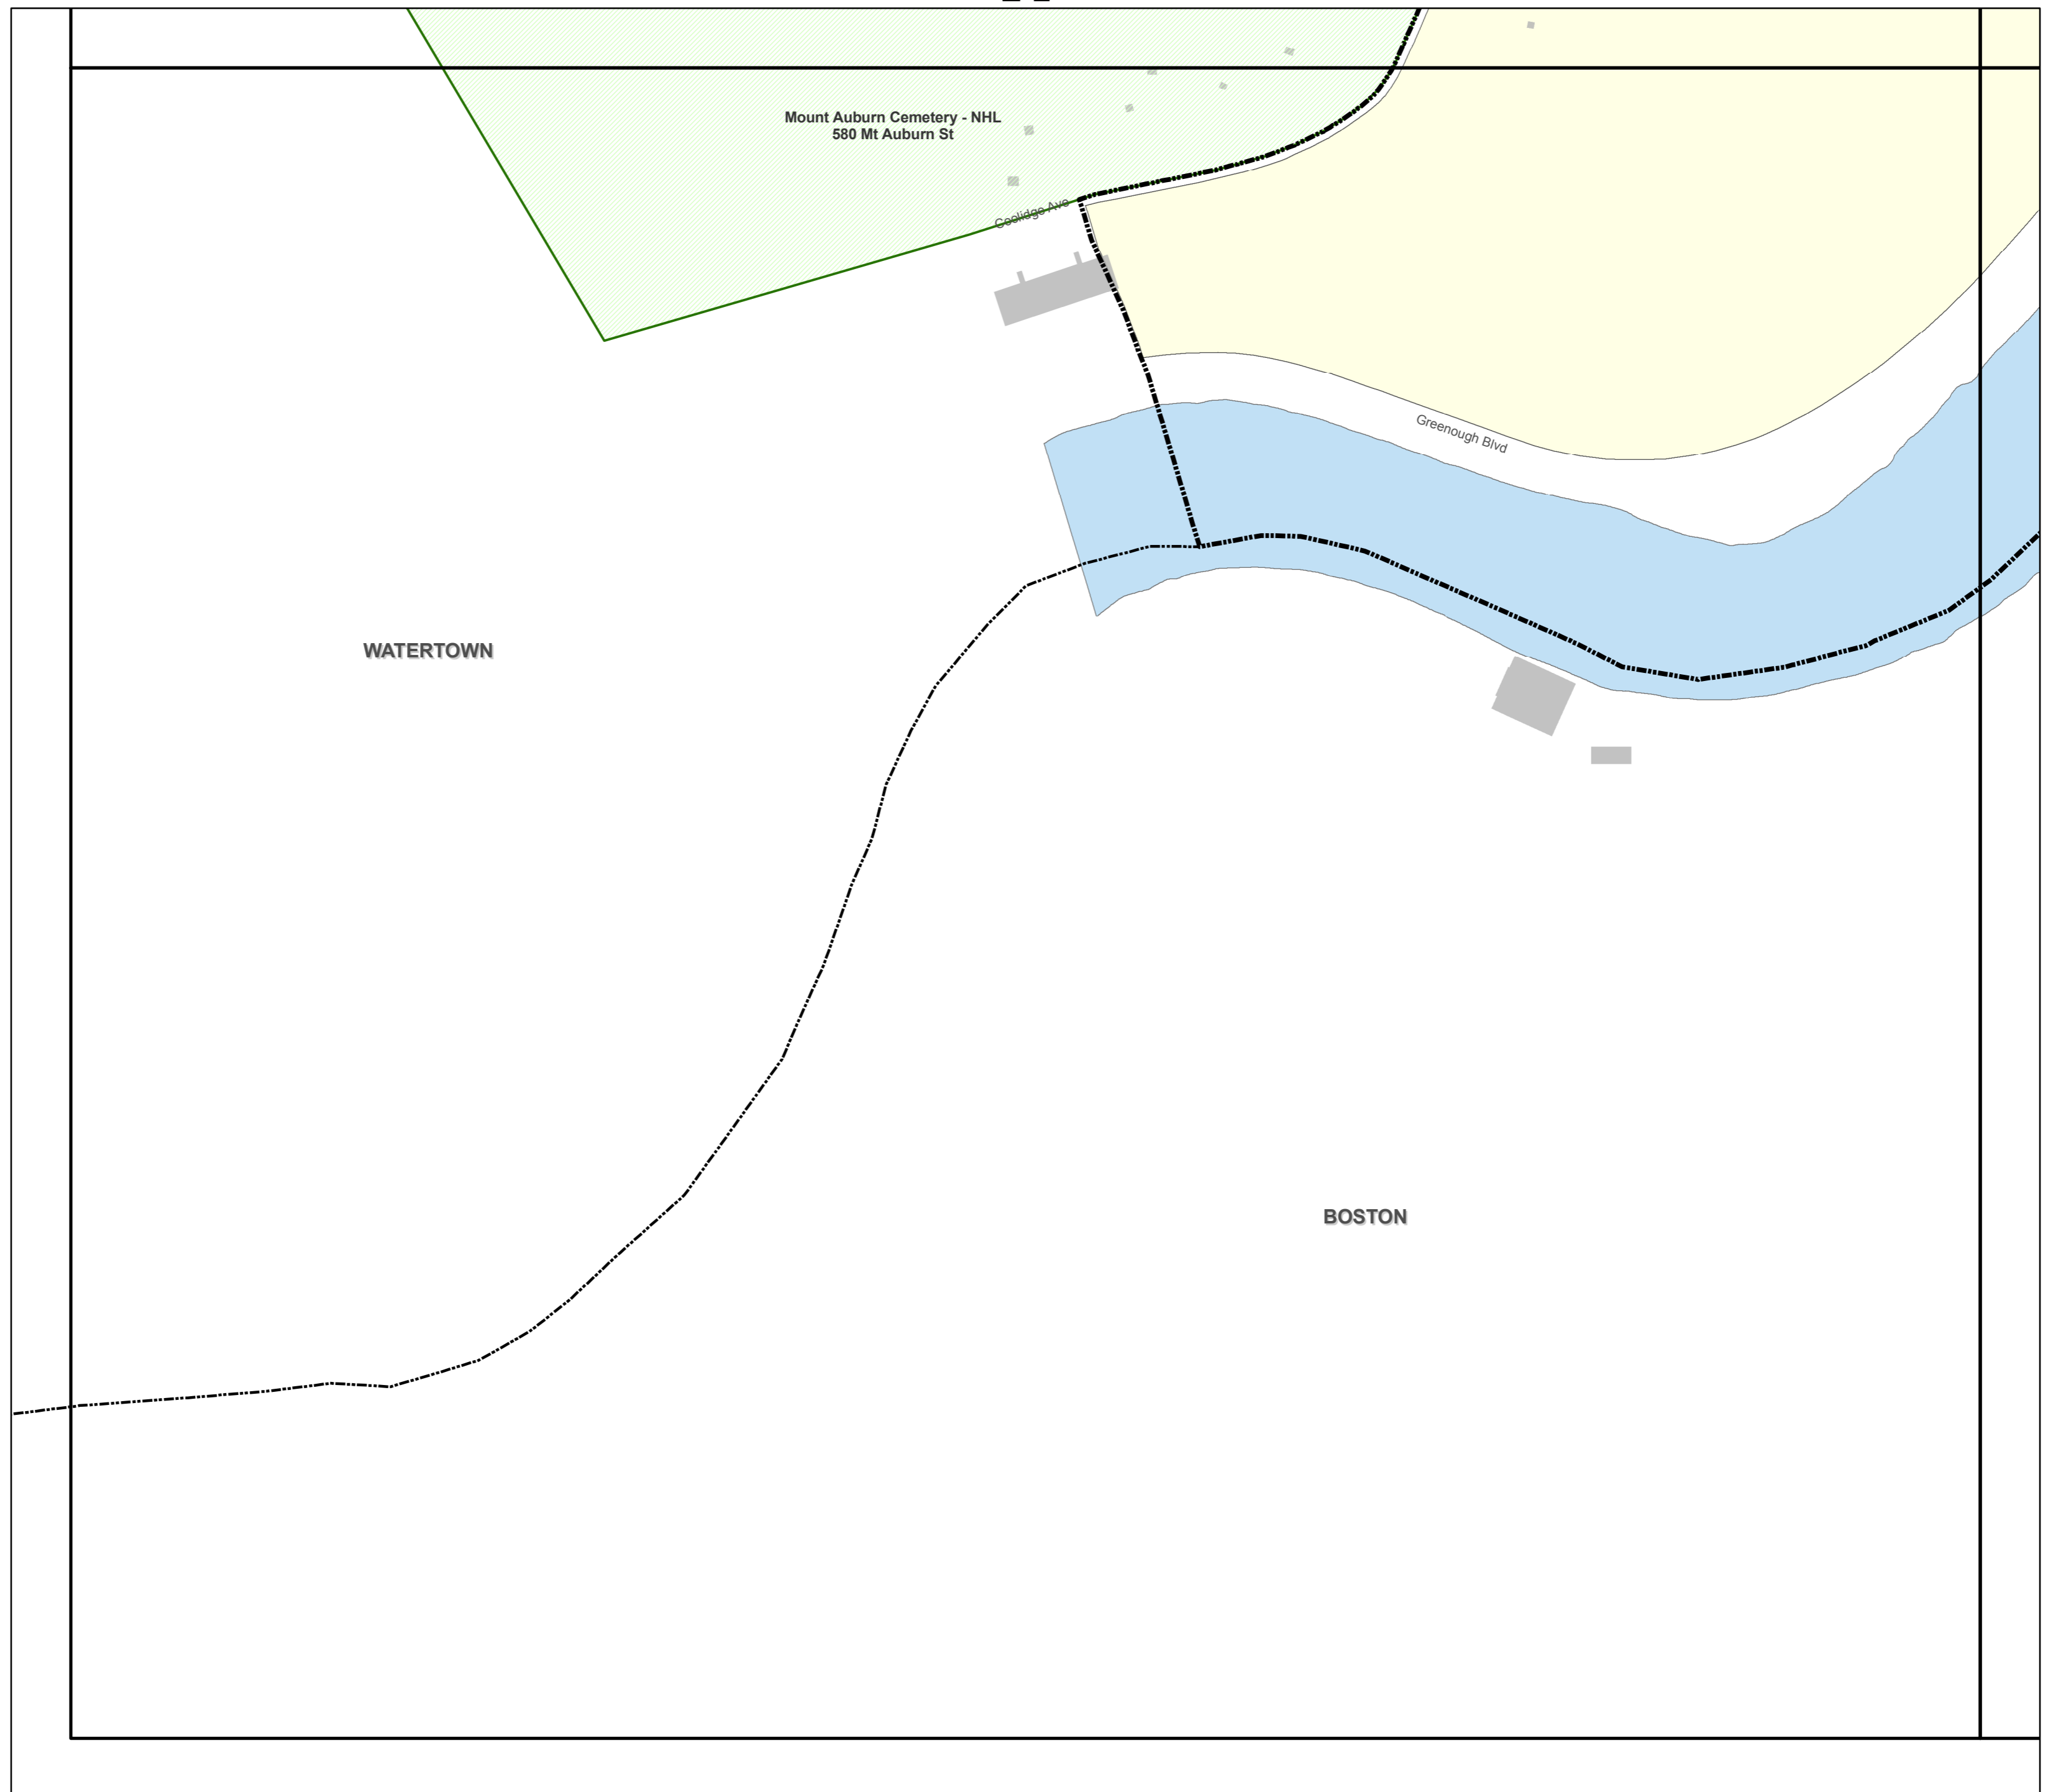 Mount Auburn Cemetery - NHL
580 Mt Auburn St
Coolidge Ave
Greenough Blvd
WATERTOWN
BOSTON